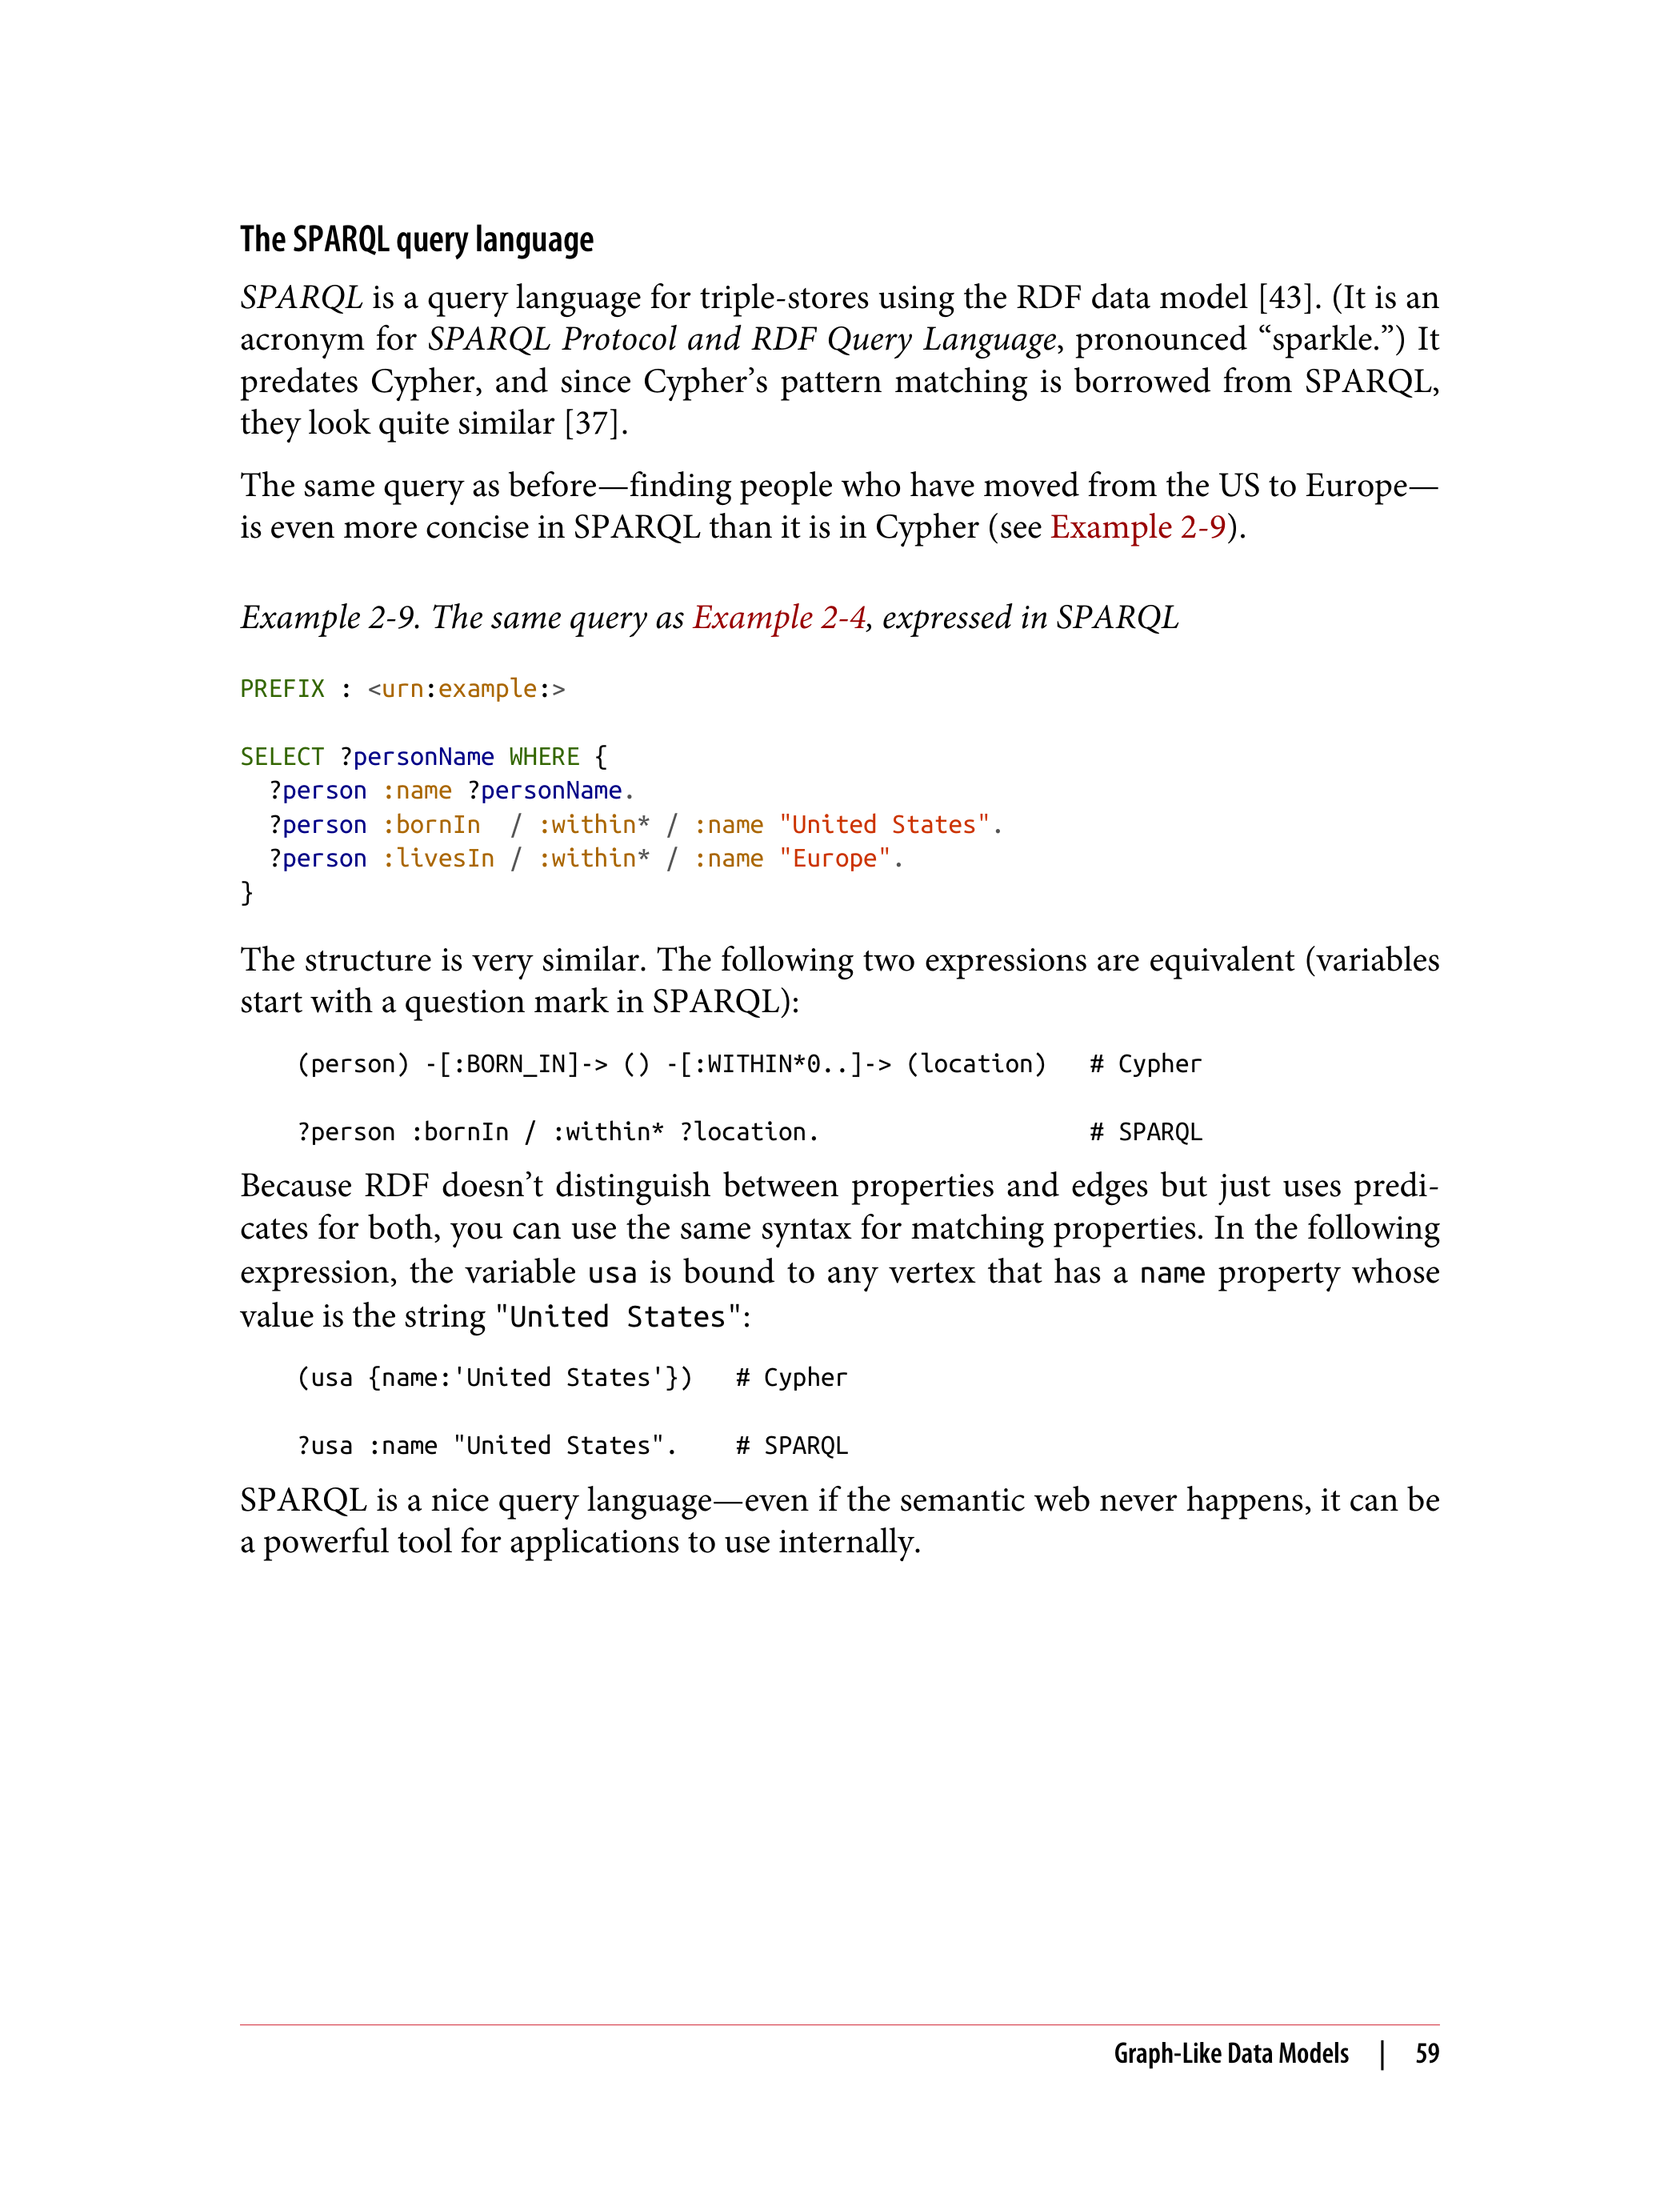 The SPARQL query language
SPARQL is a query language for triple-stores using the RDF data model [43]. (It is an
acronym for SPARQL Protocol and RDF Query Language, pronounced “sparkle.”) It
predates Cypher, and since Cypher’s pattern matching is borrowed from SPARQL,
they look quite similar [37].
The same query as before—finding people who have moved from the US to Europe—
is even more concise in SPARQL than it is in Cypher (see Example 2-9).
Example 2-9. The same query as Example 2-4, expressed in SPARQL
PREFIX : <urn:example:>
SELECT ?personName WHERE {
  ?person :name ?personName.
  ?person :bornIn  / :within* / :name "United States".
  ?person :livesIn / :within* / :name "Europe".
}
The structure is very similar. The following two expressions are equivalent (variables
start with a question mark in SPARQL):
(person) -[:BORN_IN]-> () -[:WITHIN*0..]-> (location)   # Cypher
?person :bornIn / :within* ?location.                   # SPARQL
Because RDF doesn’t distinguish between properties and edges but just uses predi-
cates for both, you can use the same syntax for matching properties. In the following
expression, the variable usa is bound to any vertex that has a name property whose
value is the string "United States":
(usa {name:'United States'})   # Cypher
?usa :name "United States".    # SPARQL
SPARQL is a nice query language—even if the semantic web never happens, it can be
a powerful tool for applications to use internally.
Graph-Like Data Models | 59